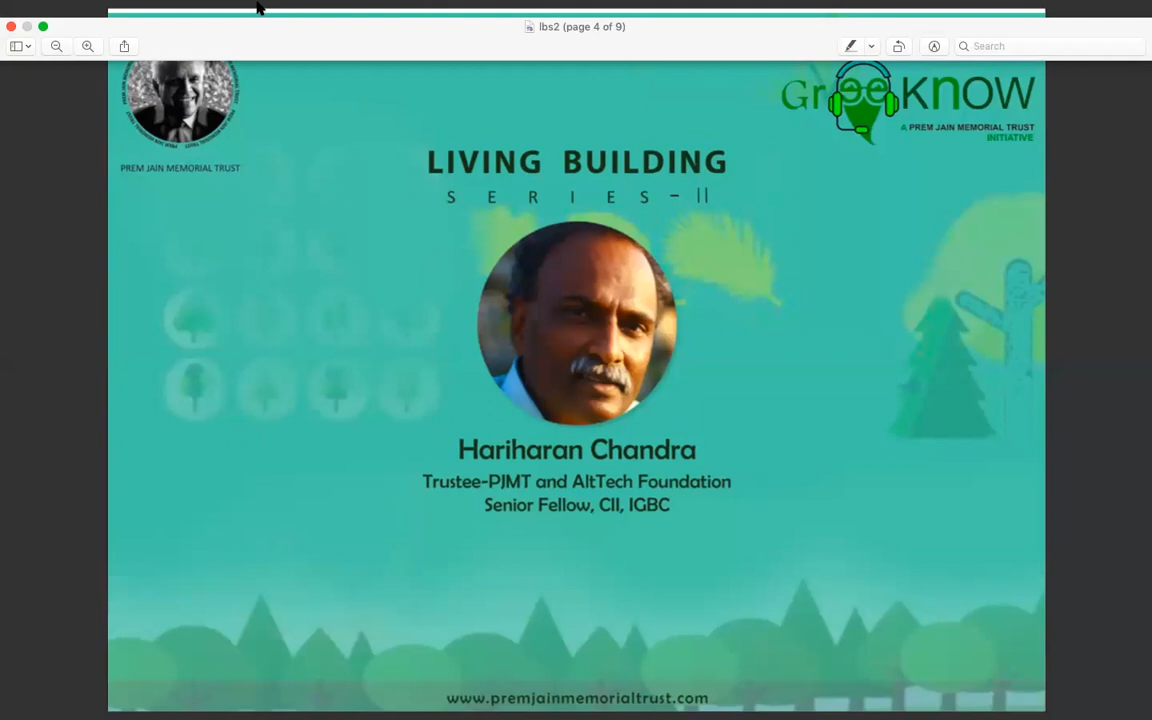 lbs2 (page 4 of 9)
Search
PREM JAIN MEMORIAL TRUST
GreeKnow
A PREM JAIN MEMORIAL TRUST
INITIATIVE
LIVING BUILDING
SERIES-II
Hariharan Chandra
Trustee-PJMT and AltTech Foundation
Senior Fellow, CII, IGBC
www.premjainmemorialtrust.com